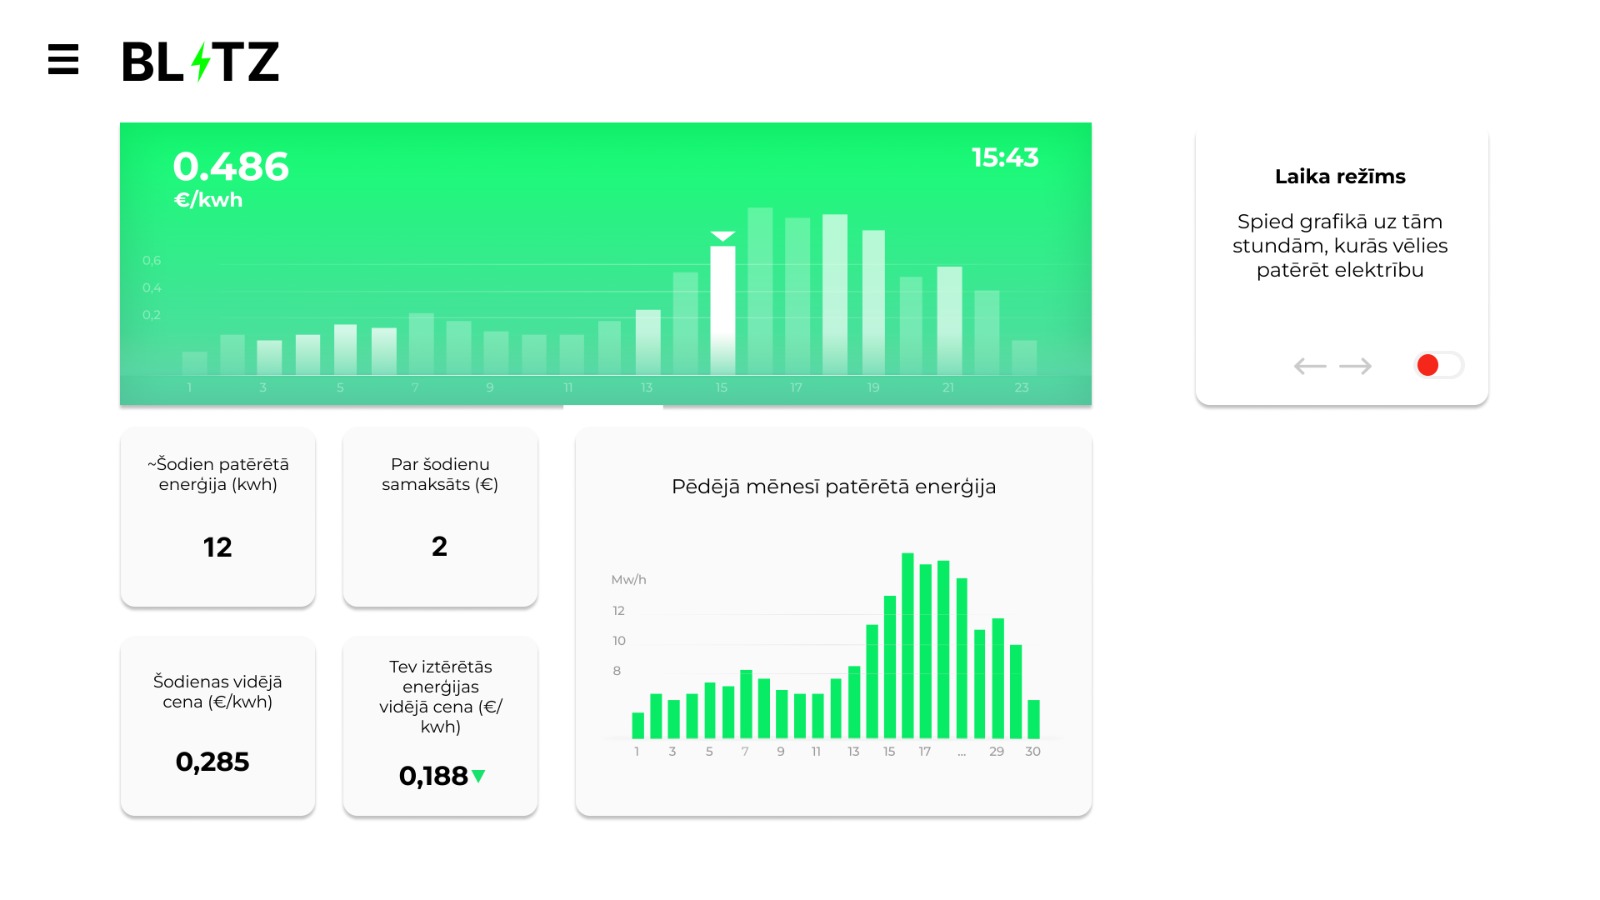 BL TZ
0.486
€/kwh
15:43
0,6
0,4
0,2
1 3 5 7 9 11 13 15 17 19 21 23
Laika režīms
Spied grafikā uz tām
stundām, kurās vēlies
patērēt elektrību
~Šodien patērētā
enerģija (kwh)
12
Par šodienu
samaksāts (€)
2
Šodienas vidējā
cena (€/kwh)
0,285
Tev iztērētās
enerģijas
vidējā cena (€/
kwh)
0,188
Pēdējā mēnesī patērētā enerģija
Mw/h
12
10
8
1 3 5 7 9 11 13 15 17 ... 29 30